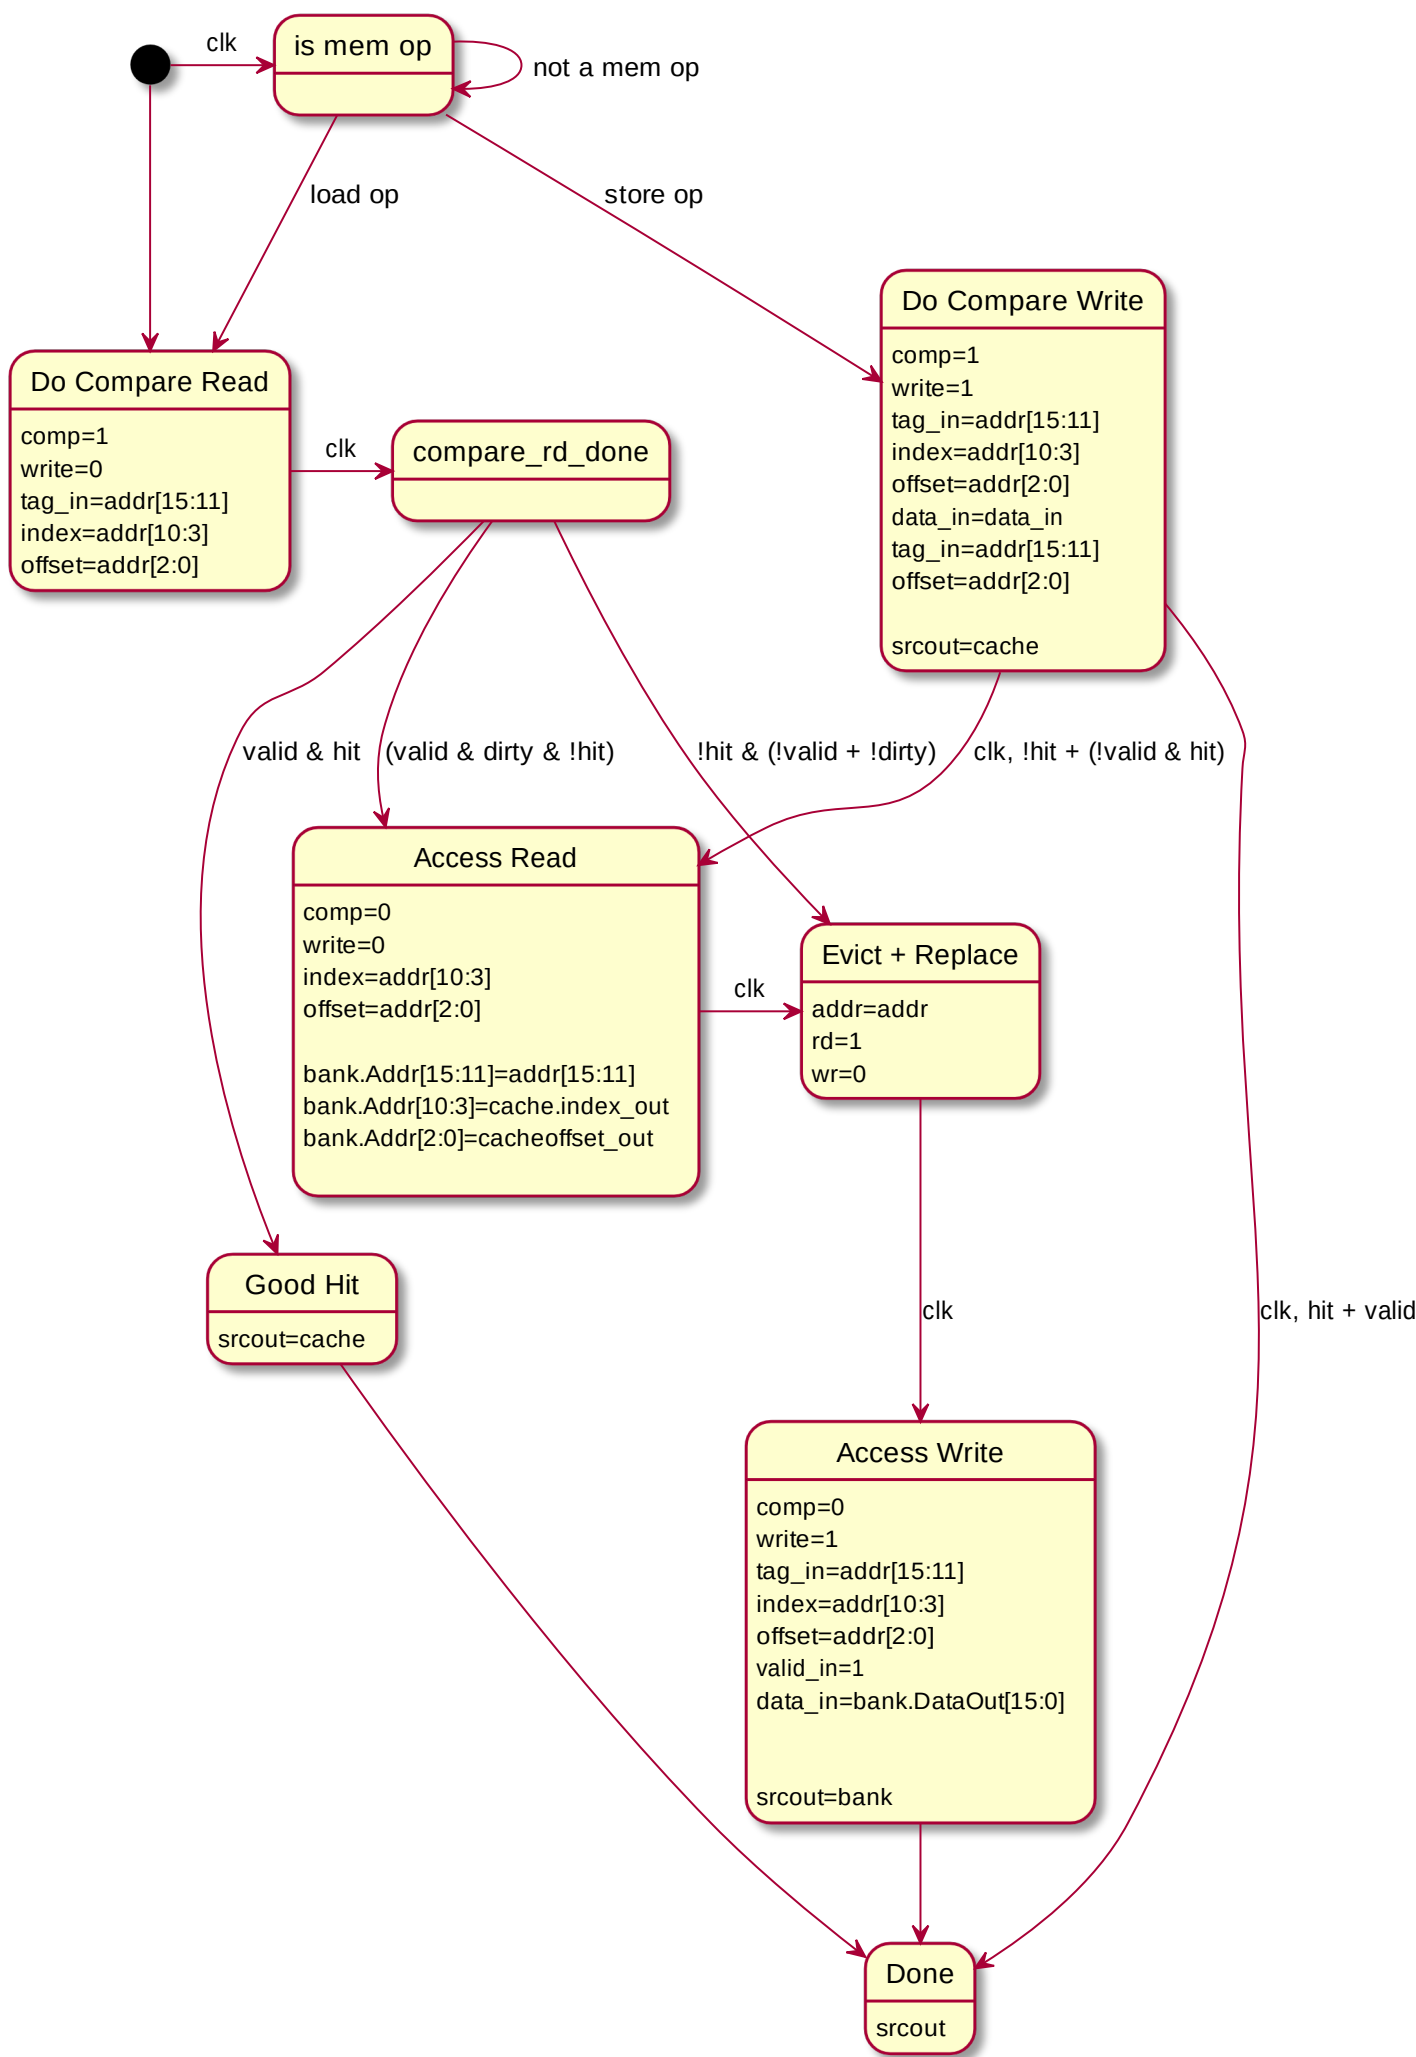 clk
is mem op
not a mem op
load op
store op
Do Compare Write
comp=1
write=1
tag_in=addr[15:11]
index=addr[10:3]
offset=addr[2:0]
data_in=data_in
tag_in=addr[15:11]
offset=addr[2:0]
srcout=cache
Do Compare Read
comp=1
write=0
tag_in=addr[15:11]
index=addr[10:3]
offset=addr[2:0]
clk
compare_rd_done
valid & hit
(valid & dirty & !hit)
!hit & (!valid + !dirty)
clk, !hit + (!valid & hit)
Access Read
comp=0
write=0
index=addr[10:3]
offset=addr[2:0]
bank.Addr[15:11]=addr[15:11]
bank.Addr[10:3]=cache.index_out
bank.Addr[2:0]=cacheoffset_out
clk
Evict + Replace
addr=addr
rd=1
wr=0
Good Hit
srcout=cache
clk
clk, hit + valid
Access Write
comp=0
write=1
tag_in=addr[15:11]
index=addr[10:3]
offset=addr[2:0]
valid_in=1
data_in=bank.DataOut[15:0]
srcout=bank
Done
srcout